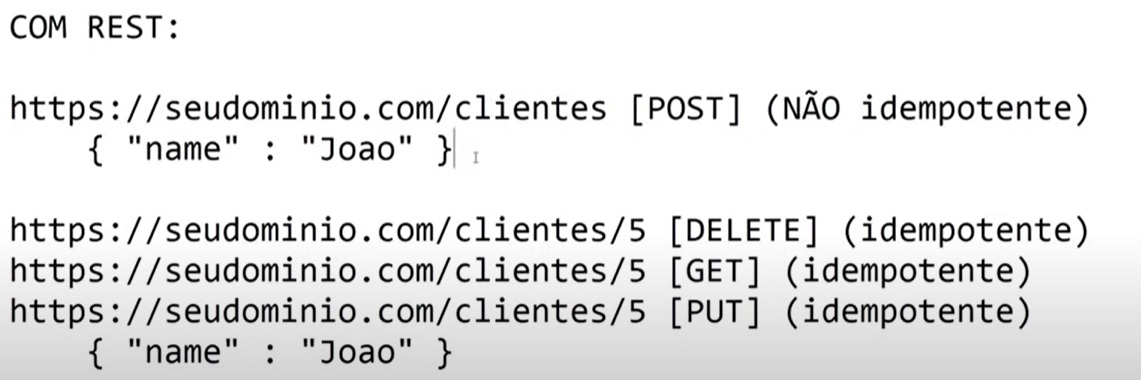 COM REST:
https://seudominio.com/clientes [POST] (NÃO idempotente)
{ "name" : "Joao" }
https://seudominio.com/clientes/5 [DELETE] (idempotente)
https://seudominio.com/clientes/5 [GET] (idempotente)
https://seudominio.com/clientes/5 [PUT] (idempotente)
{ "name" : "Joao" }